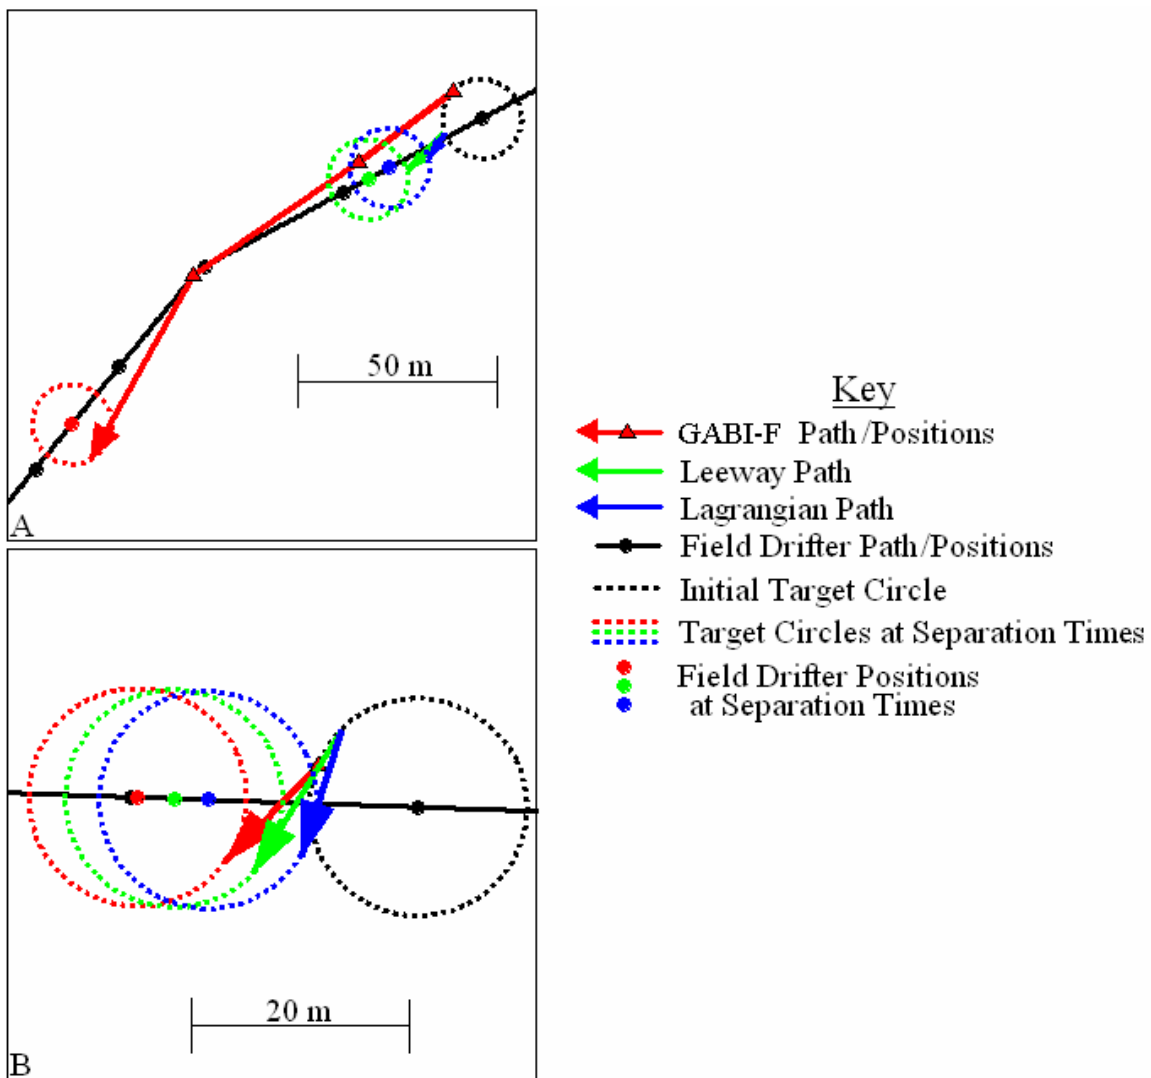 50 m
A
20 m
B
Key
GABI-F Path/Positions
Leeway Path
Lagrangian Path
Field Drifter Path/Positions
Initial Target Circle
Target Circles at Separation Times
Field Drifter Positions
at Separation Times